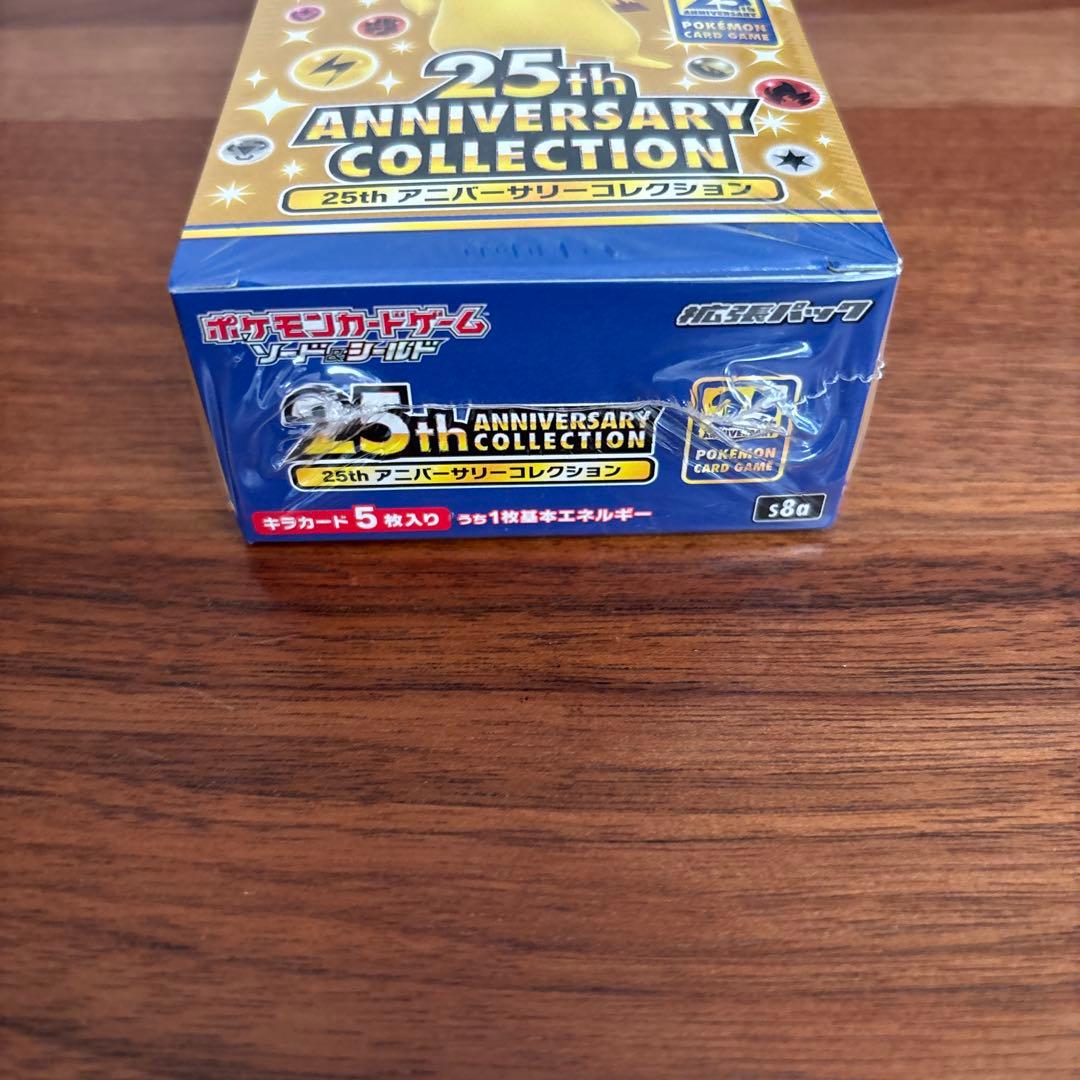 ANNIVERSARY
POKÉMON
CARD GAME
25th
ANNIVERSARY
COLLECTION
25th アニバーサリーコレクション
ポケモンカードゲーム
ソード&シールド
拡張パック
25th ANNIVERSARY
COLLECTION
25th アニバーサリーコレクション
ANNIVERSARY
POKÉMON
CARD GAME
キラカード5枚入り うち1枚基本エネルギー
s8a